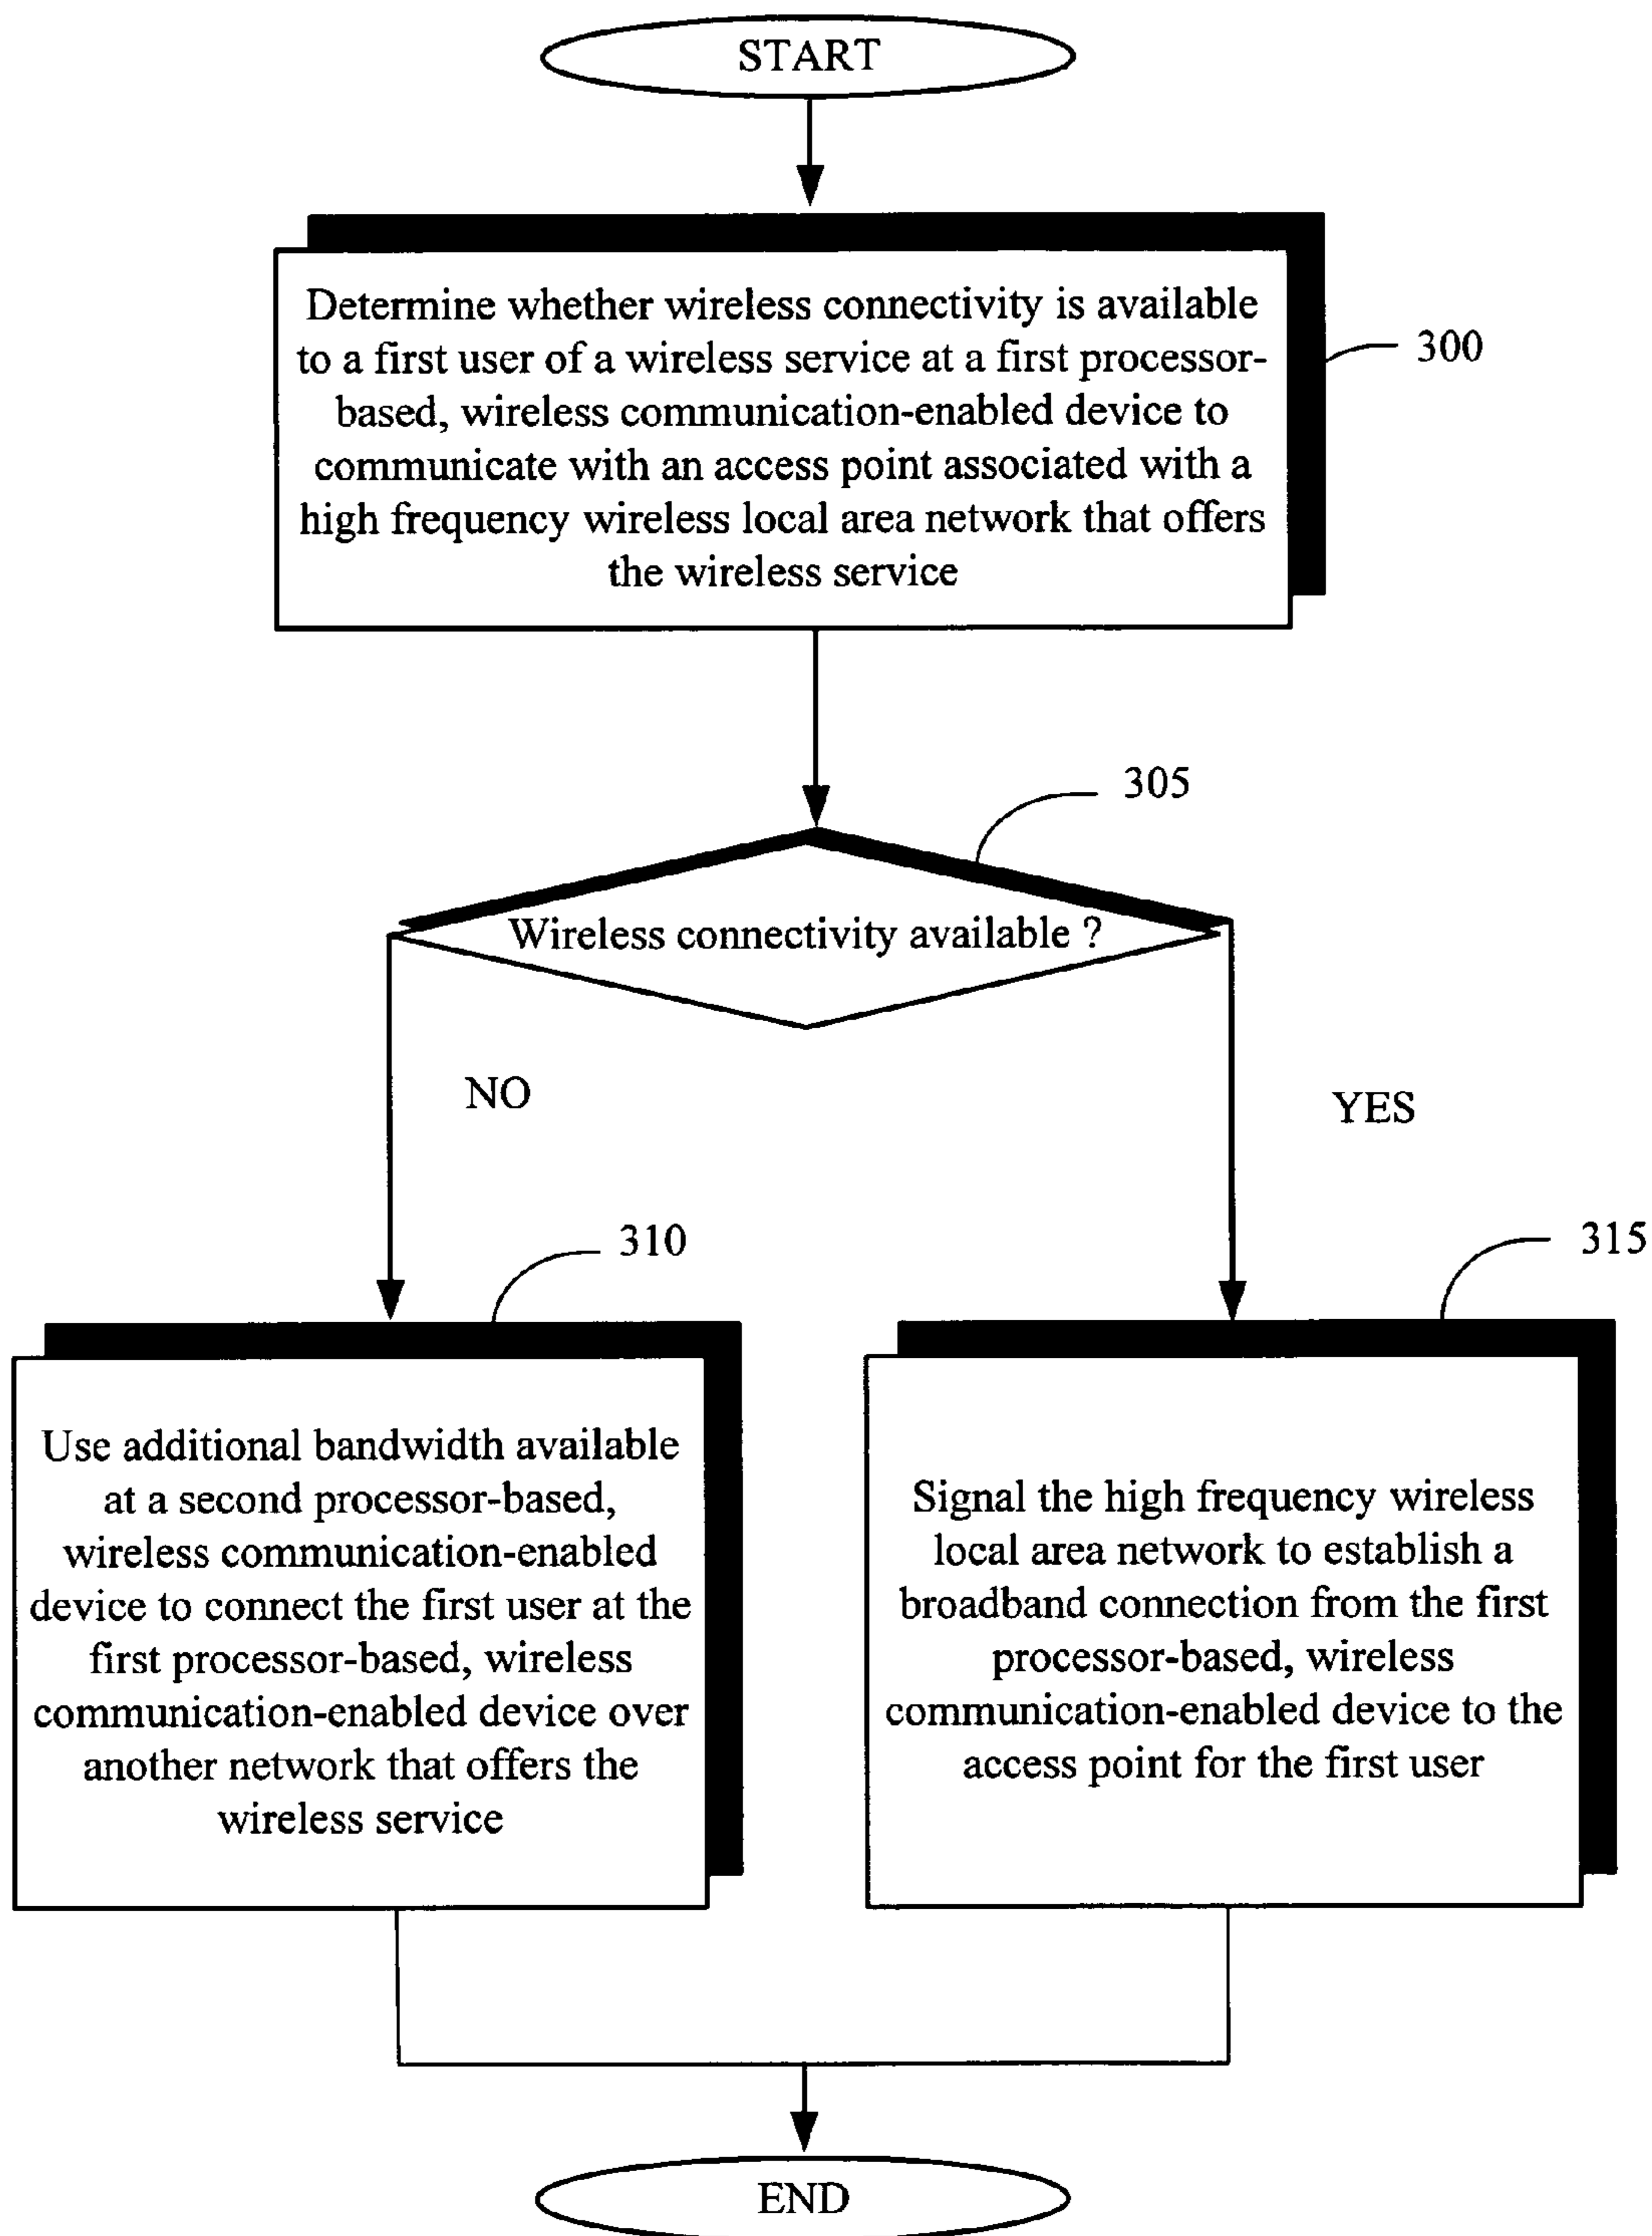 START
Determine whether wireless connectivity is available
to a first user of a wireless service at a first processor-
based, wireless communication-enabled device to
communicate with an access point associated with a
high frequency wireless local area network that offers
the wireless service
300
305
Wireless connectivity available ?
NO
YES
310
315
Use additional bandwidth available
at a second processor-based,
wireless communication-enabled
device to connect the first user at the
first processor-based, wireless
communication-enabled device over
another network that offers the
wireless service
Signal the high frequency wireless
local area network to establish a
broadband connection from the first
processor-based, wireless
communication-enabled device to the
access point for the first user
END